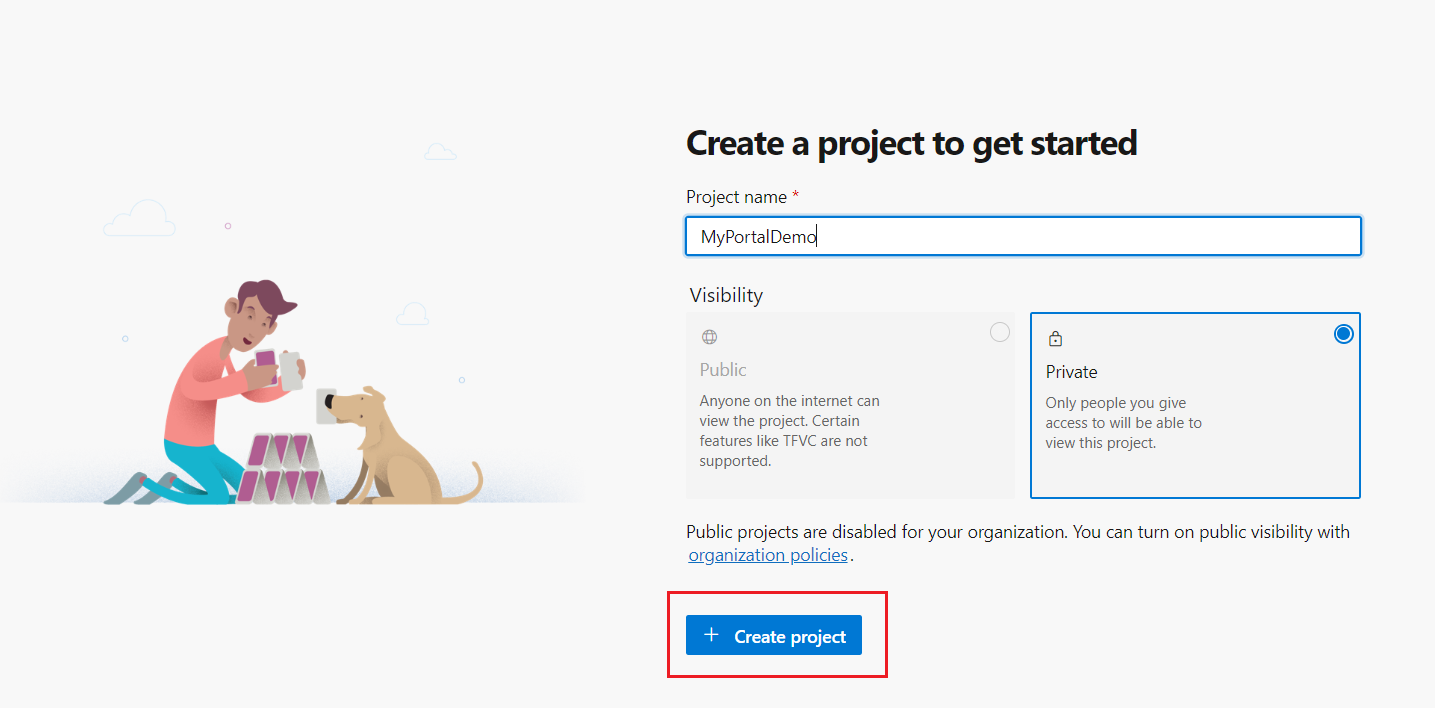 Create a project to get started
Project name *
MyPortalDemo
Visibility
Public
Anyone on the internet can
view the project. Certain
features like TFVC are not
supported.
Private
Only people you give
access to will be able to
view this project.
Public projects are disabled for your organization. You can turn on public visibility with
organization policies.
+ Create project